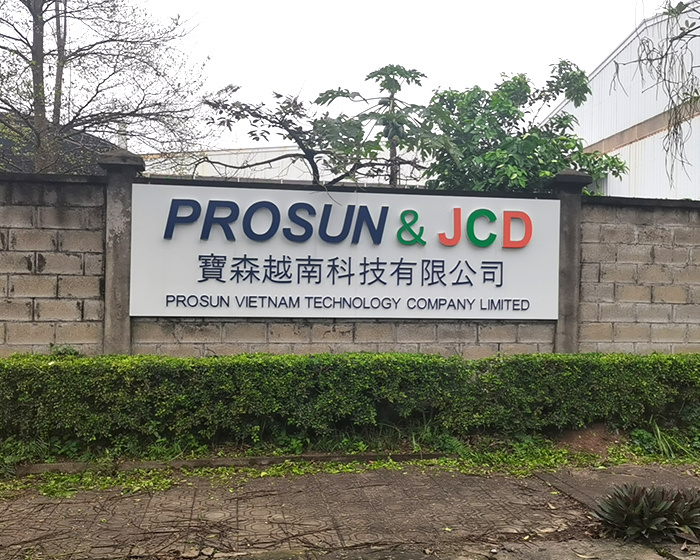 PROSUN & JCD
寶森越南科技有限公司
PROSUN VIETNAM TECHNOLOGY COMPANY LIMITED